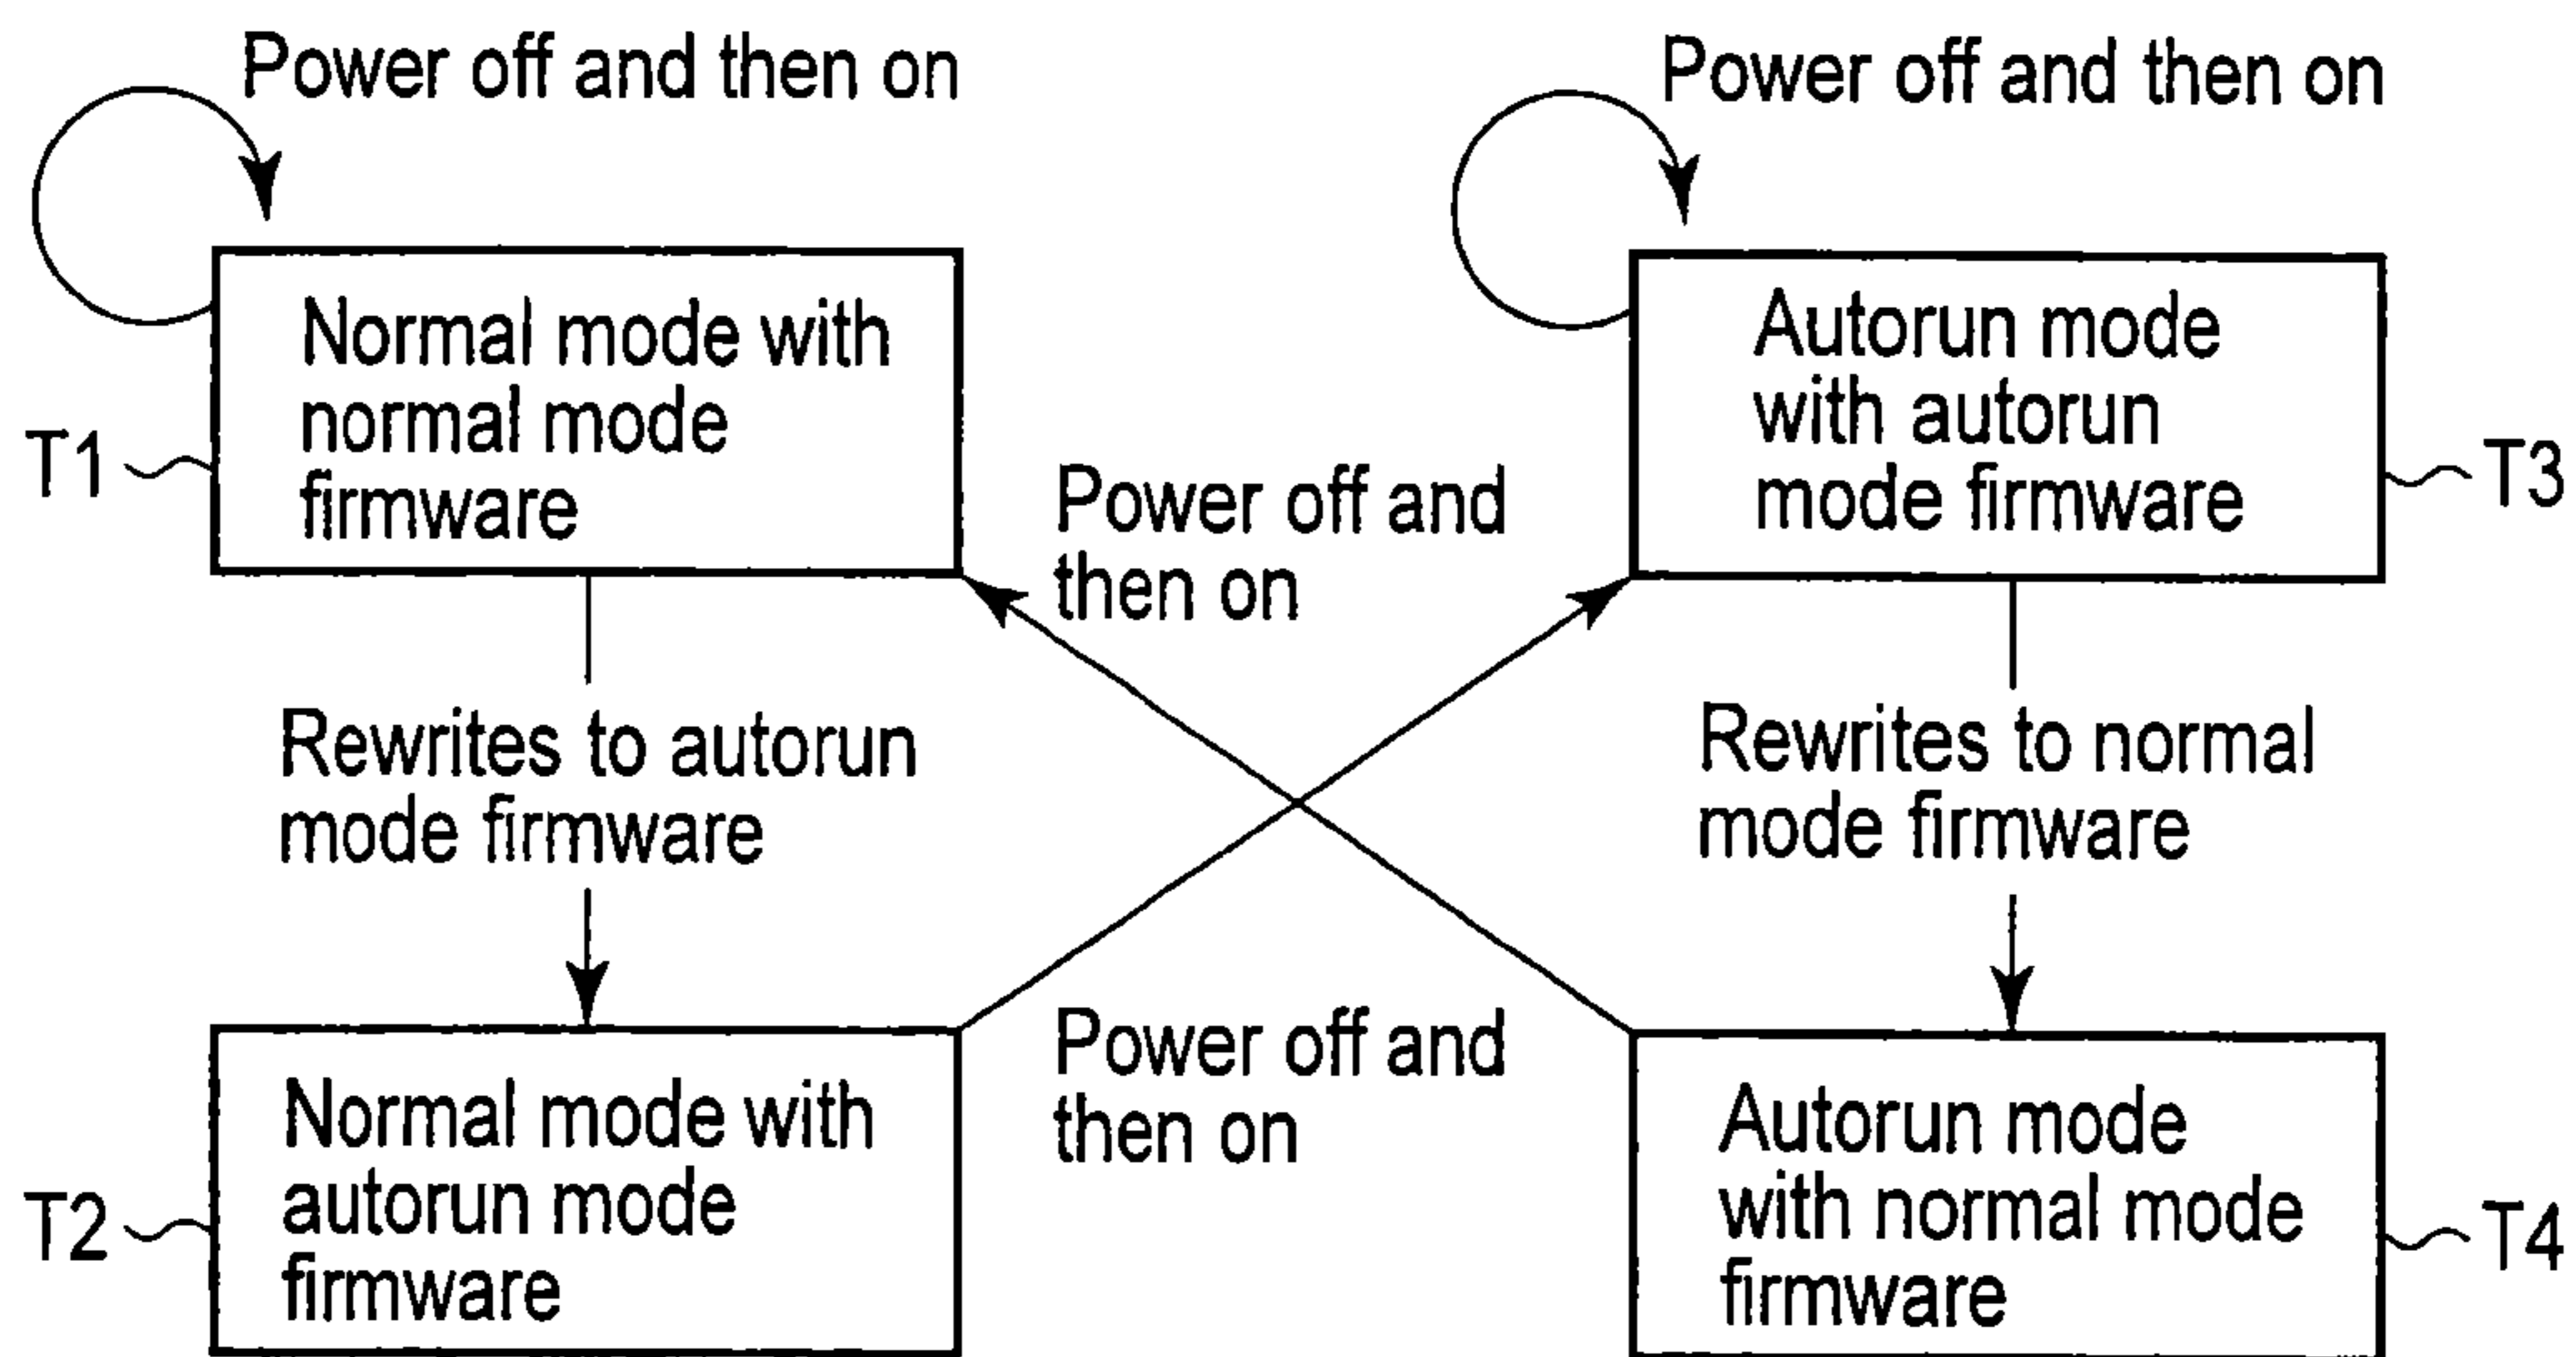 Power off and then on
Power off and then on
Normal mode with
normal mode
firmware
T1
Autorun mode
with autorun
mode firmware
T3
Power off and
then on
Rewrites to autorun
mode firmware
Rewrites to normal
mode firmware
Power off and
then on
Normal mode with
autorun mode
firmware
T2
Autorun mode
with normal mode
firmware
T4